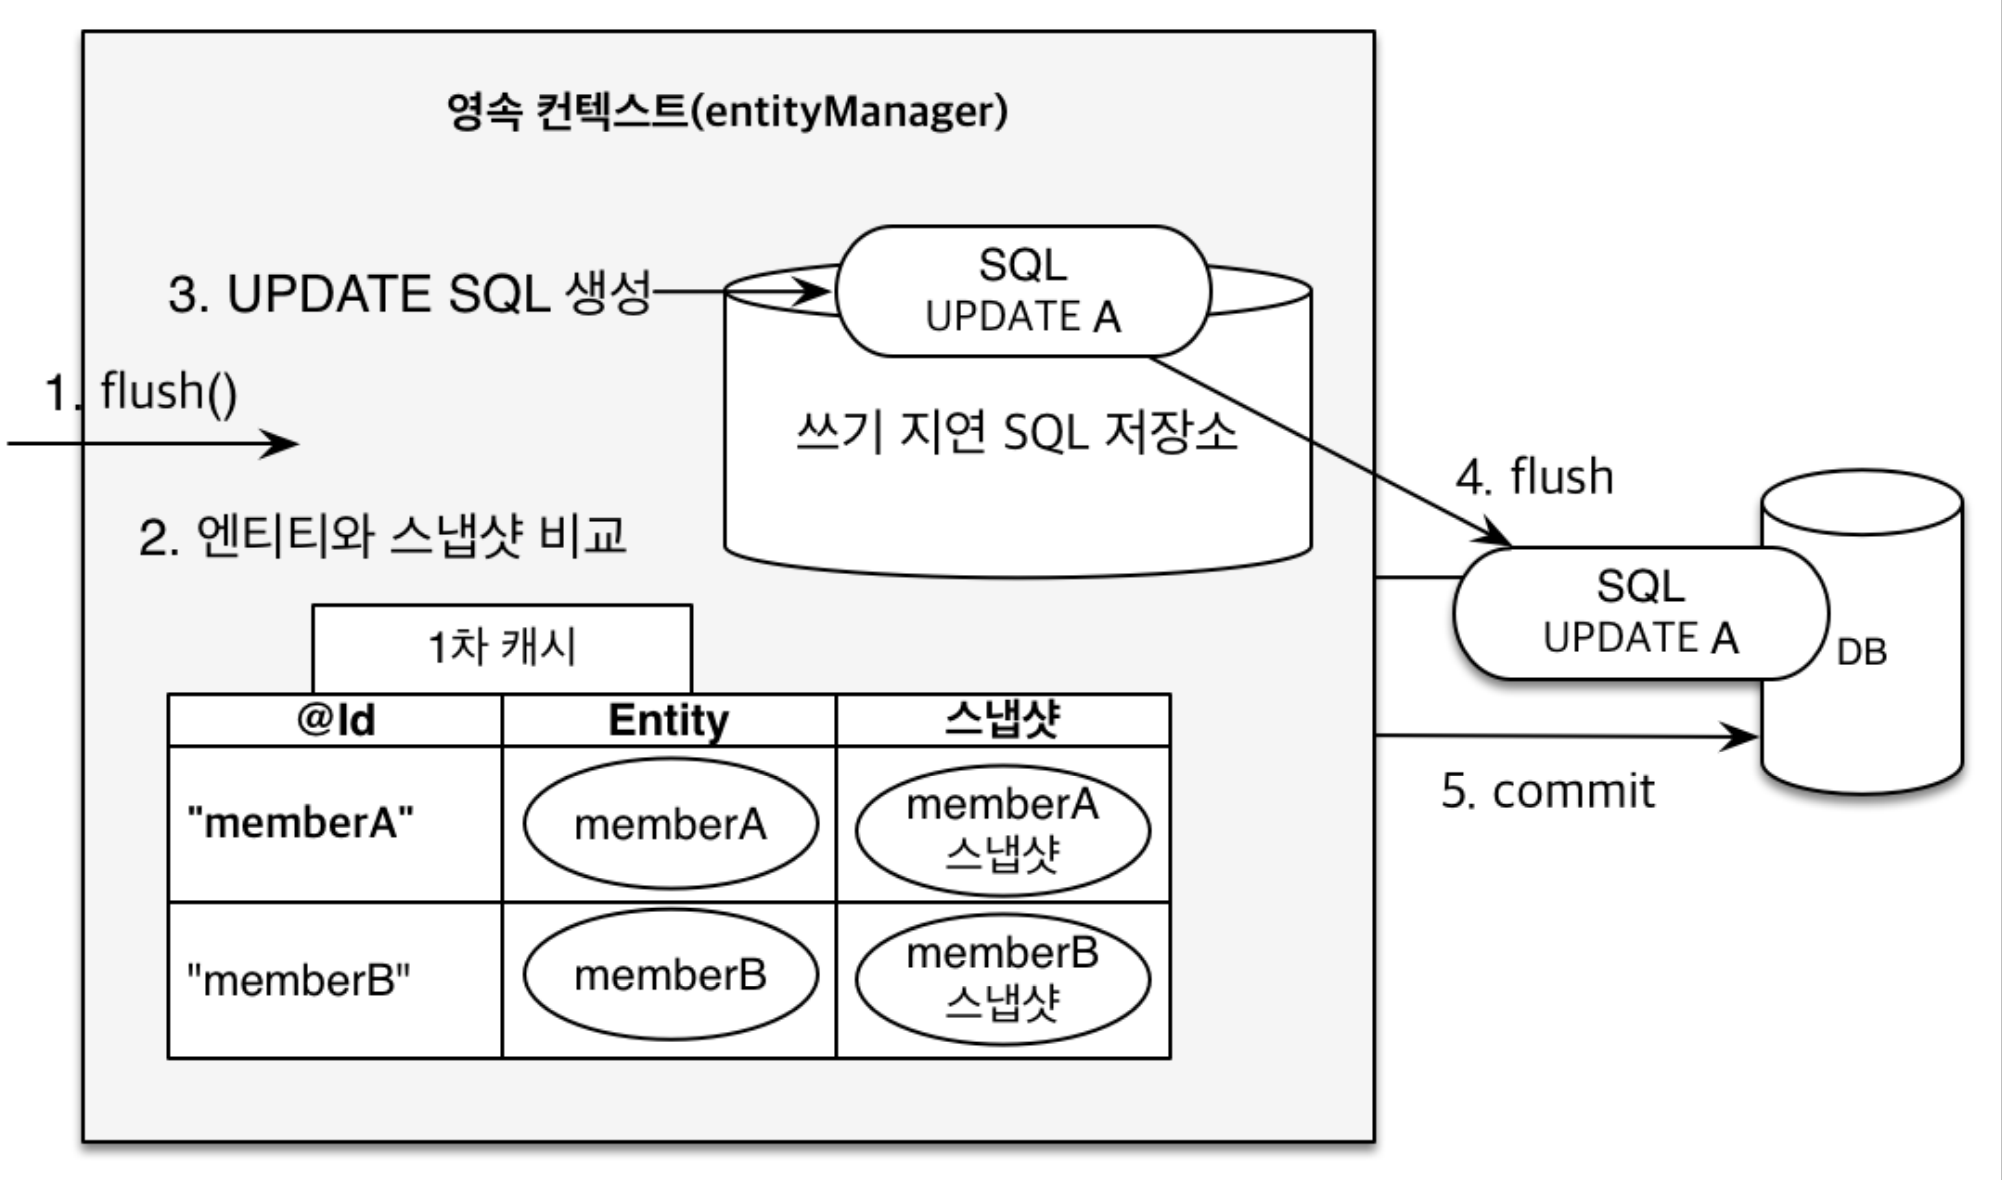 영속 컨텍스트(entityManager)
SQL
UPDATE A
3. UPDATE SQL 생성
1. flush()
쓰기 지연 SQL 저장소
4. flush
2. 엔티티와 스냅샷 비교
SQL
UPDATE A
DB
1차 캐시
@Id Entity 스냅샷
5. commit
"memberA" memberA memberA
스냅샷
"memberB" memberB memberB
스냅샷